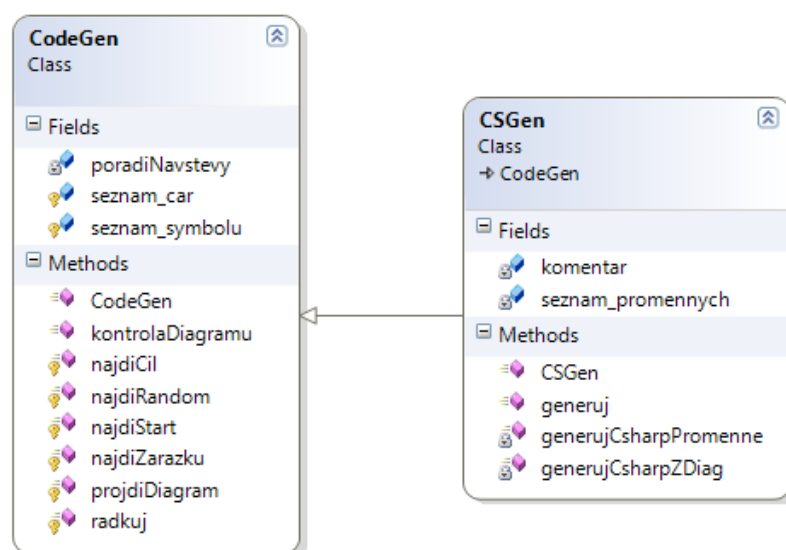 CodeGen
Class
Fields
poradiNavstevy
seznam_car
seznam_symbolu
Methods
CodeGen
kontrolaDiagramu
najdiCil
najdiRandom
najdiStart
najdiZarazku
projdiDiagram
radkuj
CSGen
Class
CodeGen
Fields
komentar
seznam_promennych
Methods
CSGen
generuj
generujCsharpPromenne
generujCsharpZDiag